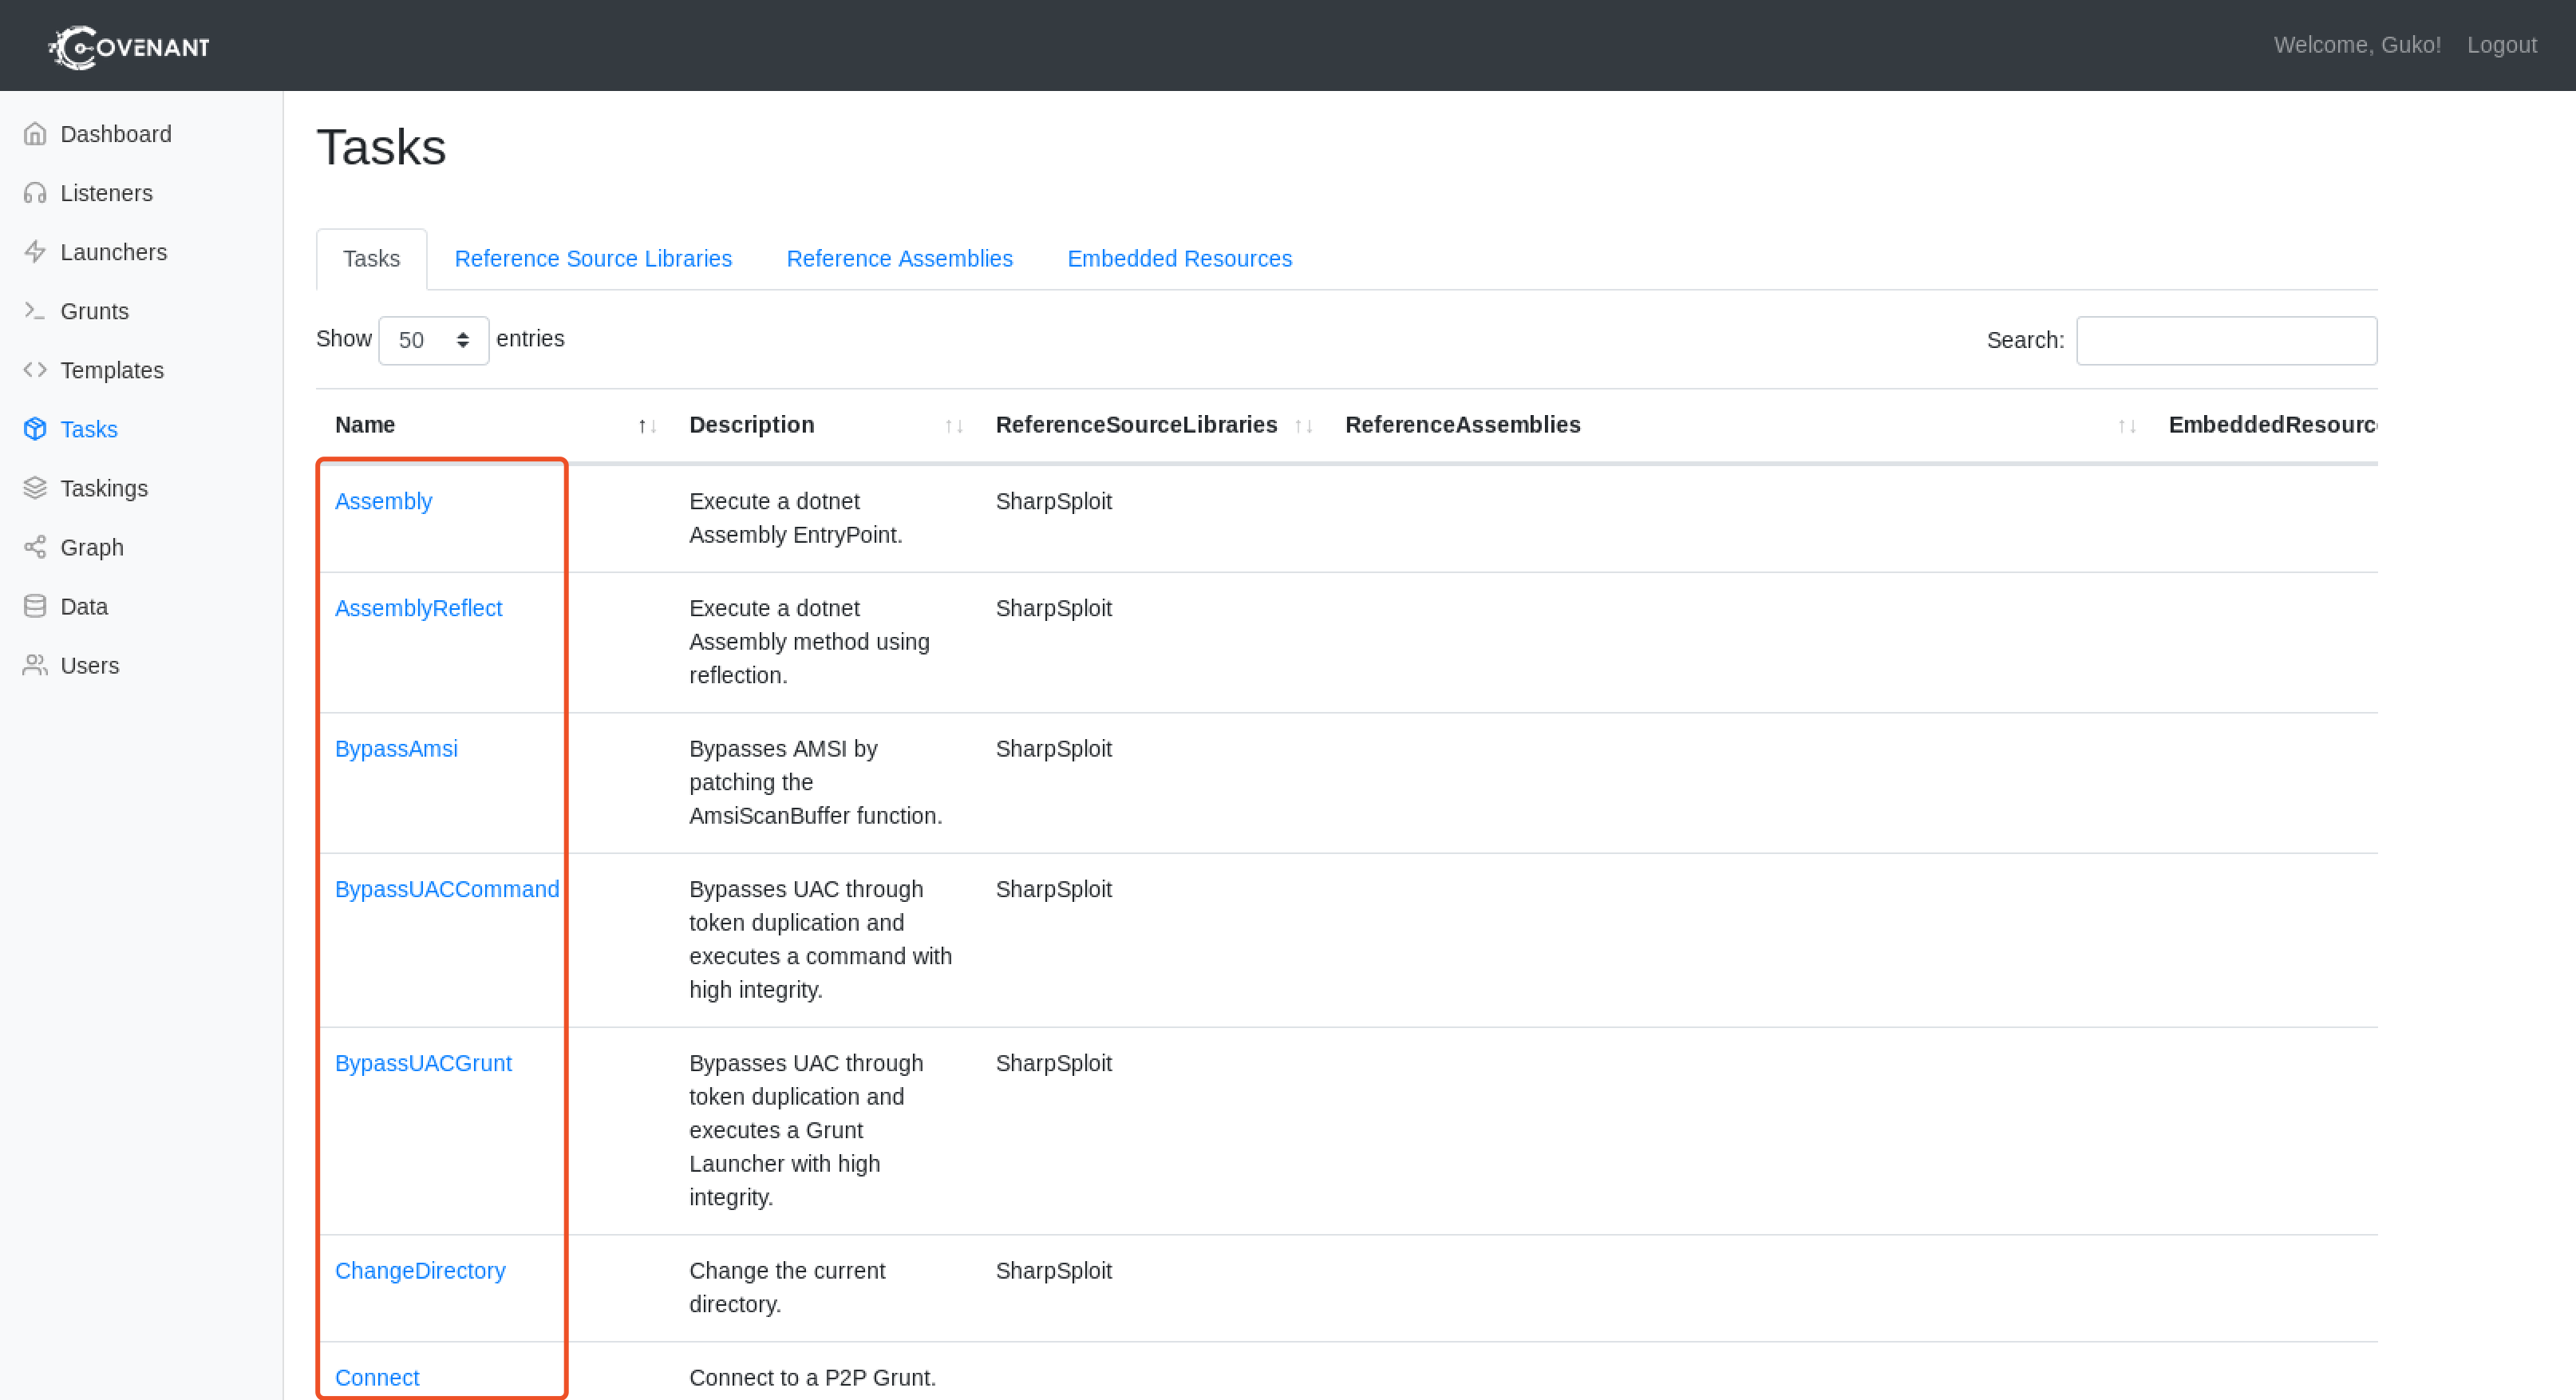 COVENANT
Welcome, Guko! Logout
Dashboard
Listeners
Launchers
Grunts
Templates
Tasks
Taskings
Graph
Data
Users
Tasks
Tasks Reference Source Libraries Reference Assemblies Embedded Resources
Show 50 entries Search:
Name ↑↓ Description ↑↓ ReferenceSourceLibraries ↑↓ ReferenceAssemblies ↑↓ EmbeddedResourc
Assembly Execute a dotnet SharpSploit
Assembly EntryPoint.
AssemblyReflect Execute a dotnet SharpSploit
Assembly method using
reflection.
BypassAmsi Bypasses AMSI by SharpSploit
patching the
AmsiScanBuffer function.
BypassUACCommand Bypasses UAC through SharpSploit
token duplication and
executes a command with
high integrity.
BypassUACGrunt Bypasses UAC through SharpSploit
token duplication and
executes a Grunt
Launcher with high
integrity.
ChangeDirectory Change the current SharpSploit
directory.
Connect Connect to a P2P Grunt.